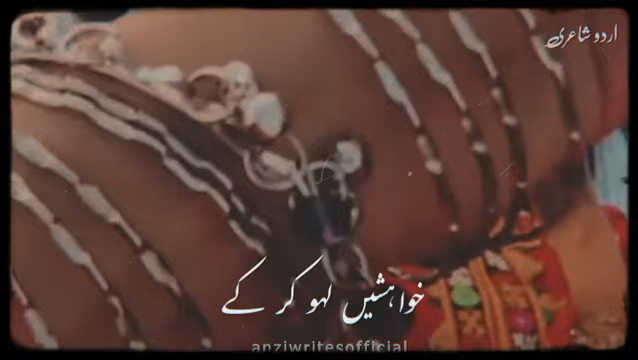 اردو شاعری
خواہشیں لہو کر کے
anziwritesofficial